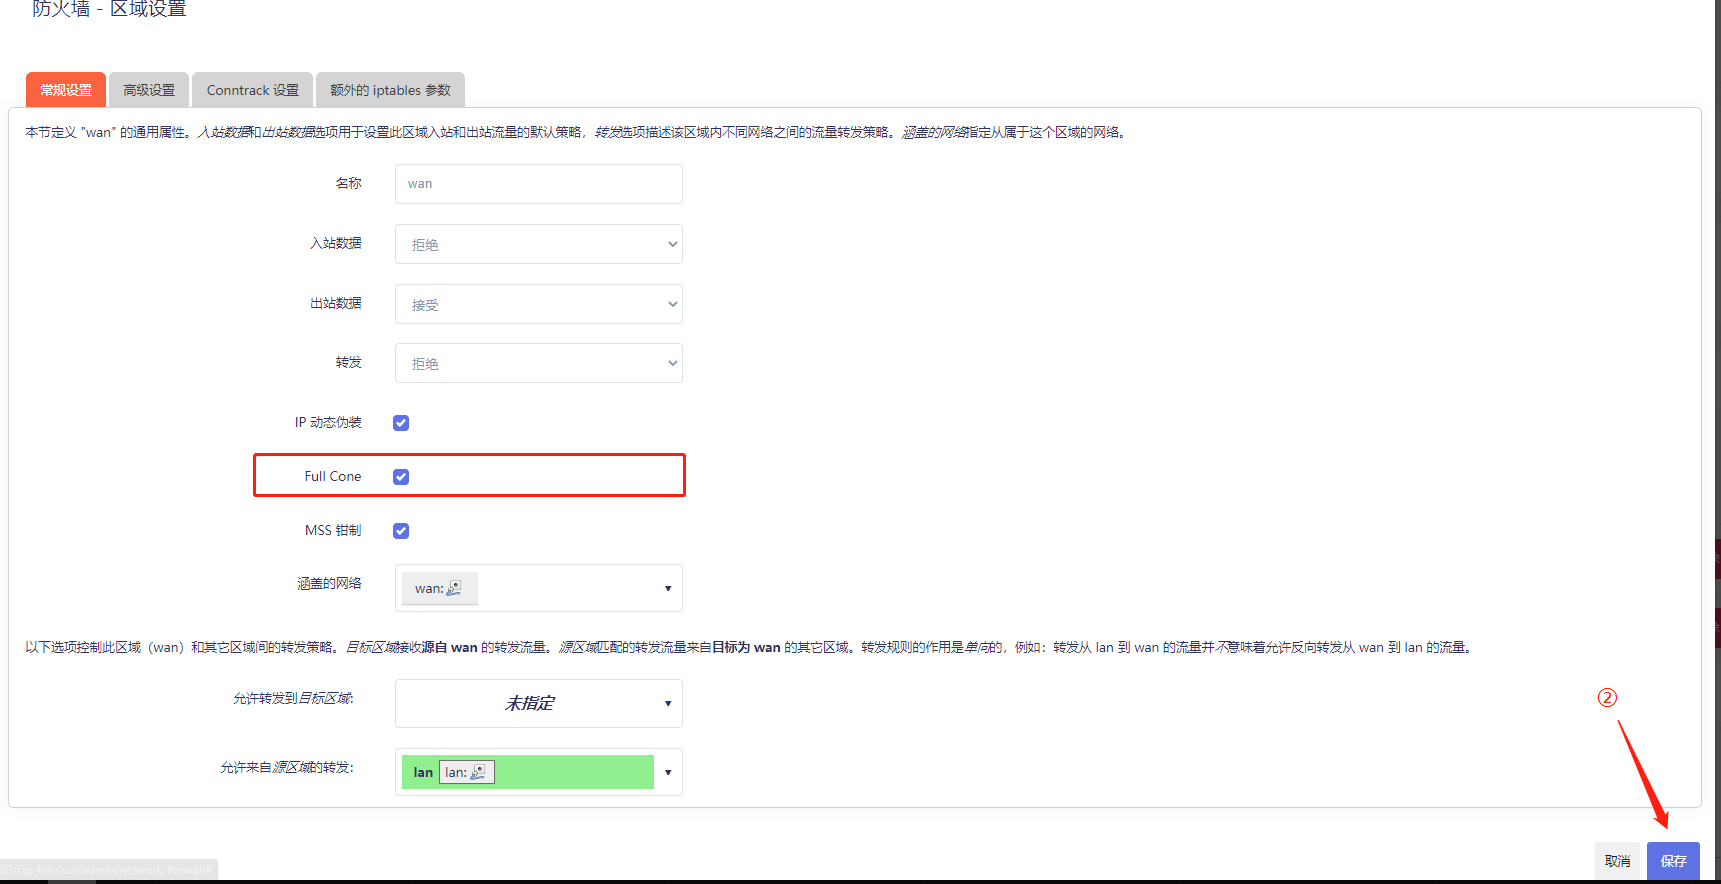 防火墙 - 区域设置
常规设置 高级设置 Conntrack 设置 额外的 iptables 参数
本节定义 "wan" 的通用属性。入站数据和出站数据选项用于设置此区域入站和出站流量的默认策略，转发选项描述该区域内不同网络之间的流量转发策略。涵盖的网络指定从属于这个区域的网络。
名称 wan
入站数据 拒绝
出站数据 接受
转发 拒绝
IP 动态伪装
Full Cone
MSS 钳制
涵盖的网络 wan:
以下选项控制此区域（wan）和其它区域间的转发策略。目标区域接收源自 wan 的转发流量。源区域匹配的转发流量来自目标为 wan 的其它区域。转发规则的作用是单向的，例如：转发从 lan 到 wan 的流量并不意味着允许反向转发从 wan 到 lan 的流量。
允许转发到目标区域: 未指定
②
允许来自源区域的转发: lan lan:
取消 保存
88/cgi-bin/luci/admin/network/firewall#